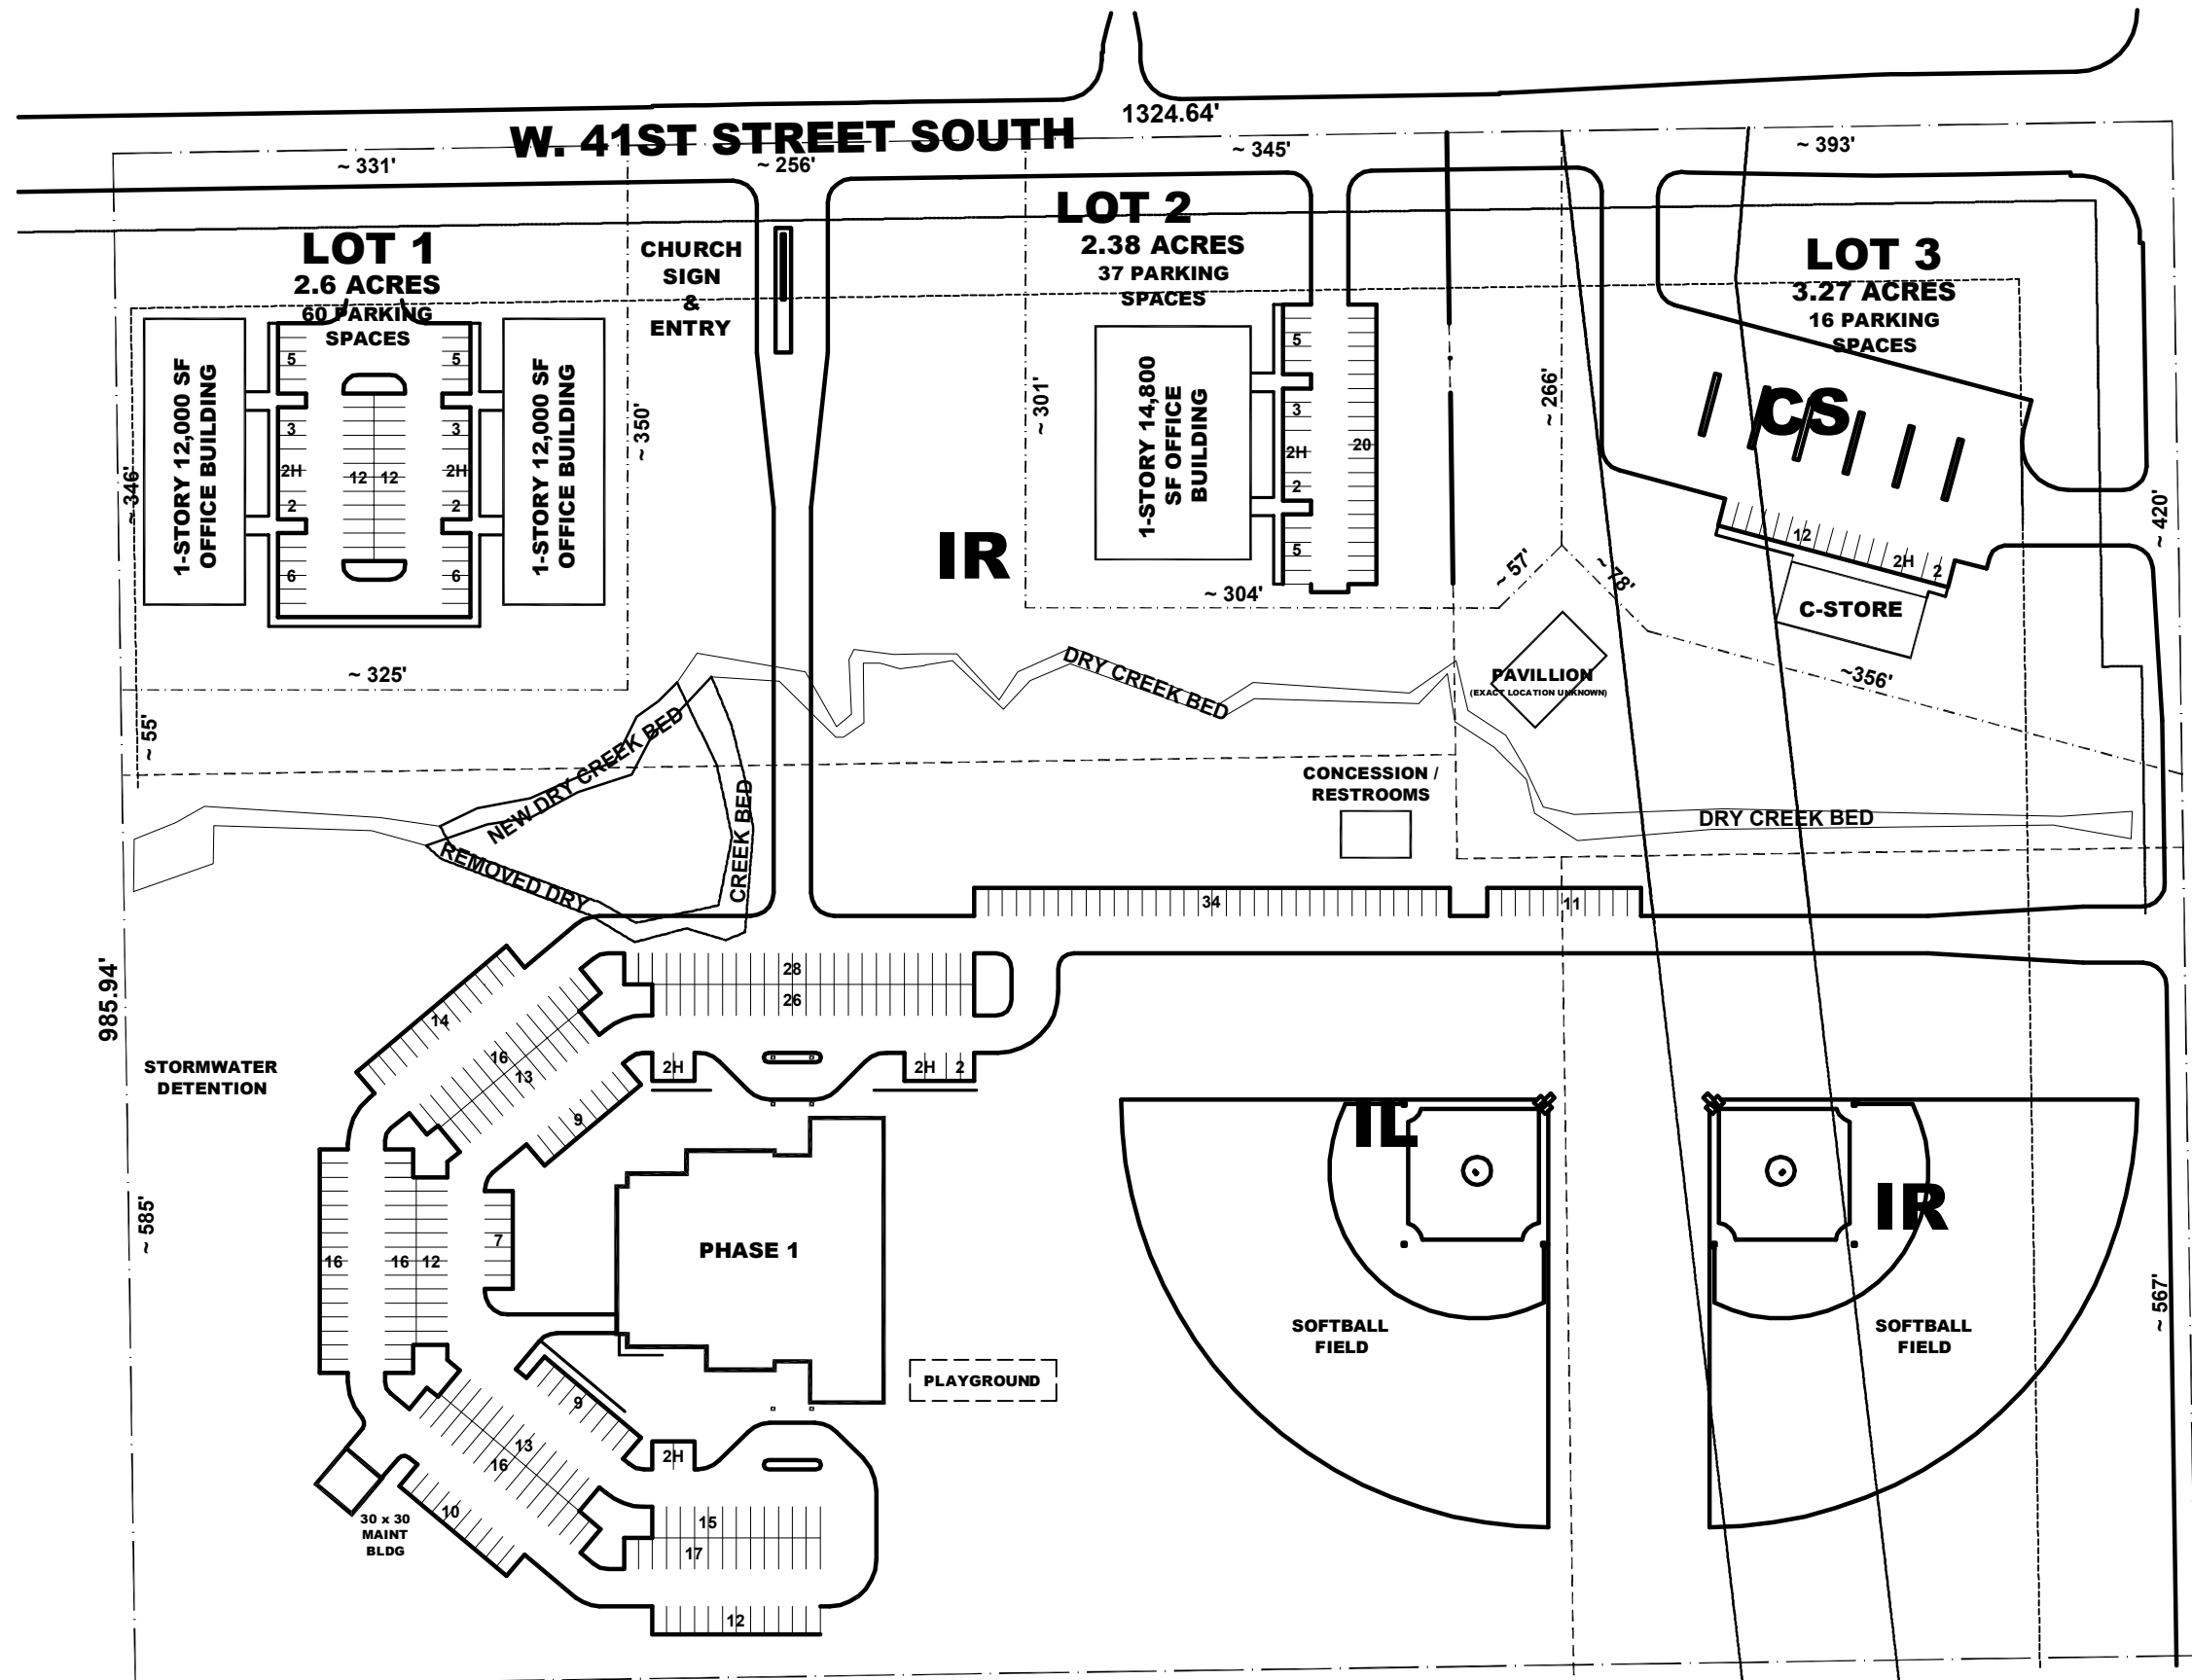 1324.64'
W. 41ST STREET SOUTH
~ 331'
~ 256'
~ 345'
~ 393'
LOT 1
2.6 ACRES
60 PARKING
SPACES
CHURCH
SIGN
&
ENTRY
LOT 2
2.38 ACRES
37 PARKING
SPACES
LOT 3
3.27 ACRES
16 PARKING
SPACES
1-STORY 12,000 SF
OFFICE BUILDING
5
3
2H
2
6
12 12
5
3
2H
2
6
1-STORY 12,000 SF
OFFICE BUILDING
~ 346'
~ 350'
~ 325'
~ 55'
IR
~ 301'
1-STORY 14,800
SF OFFICE
BUILDING
5
3
2H
2
5
20
~ 304'
~ 57'
~ 266'
~ 78'
CS
12
2H
2
C-STORE
~ 420'
~356'
DRY CREEK BED
PAVILLION
(EXACT LOCATION UNKNOWN)
NEW DRY CREEK BED
REMOVED DRY
CREEK BED
CONCESSION /
RESTROOMS
DRY CREEK BED
34
11
985.94'
28
26
14
16
13
9
2H
2H
2
STORMWATER
DETENTION
~ 585'
16
16
12
7
PHASE 1
PLAYGROUND
IL
IR
SOFTBALL
FIELD
SOFTBALL
FIELD
~ 567'
9
13
16
2H
10
15
17
12
30 x 30
MAINT
BLDG